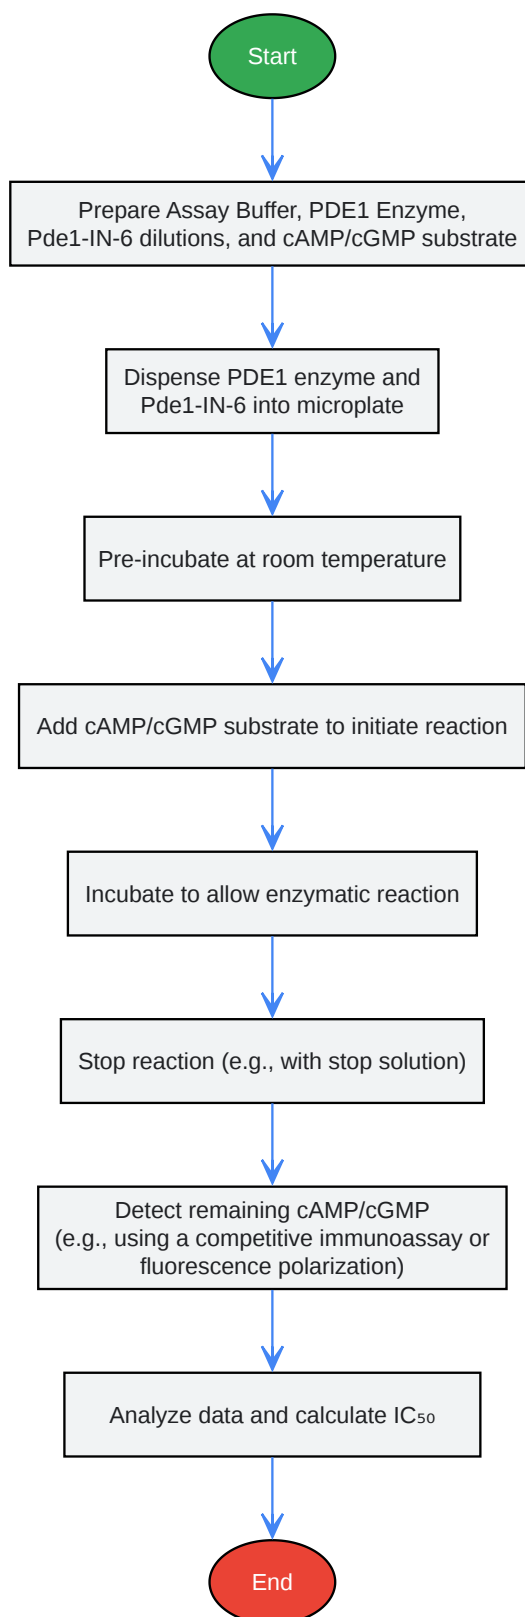 Start
Prepare Assay Buffer, PDE1 Enzyme,
Pde1-IN-6 dilutions, and cAMP/cGMP substrate
Dispense PDE1 enzyme and
Pde1-IN-6 into microplate
Pre-incubate at room temperature
Add cAMP/cGMP substrate to initiate reaction
Incubate to allow enzymatic reaction
Stop reaction (e.g., with stop solution)
Detect remaining cAMP/cGMP
(e.g., using a competitive immunoassay or
fluorescence polarization)
Analyze data and calculate IC₅₀
End